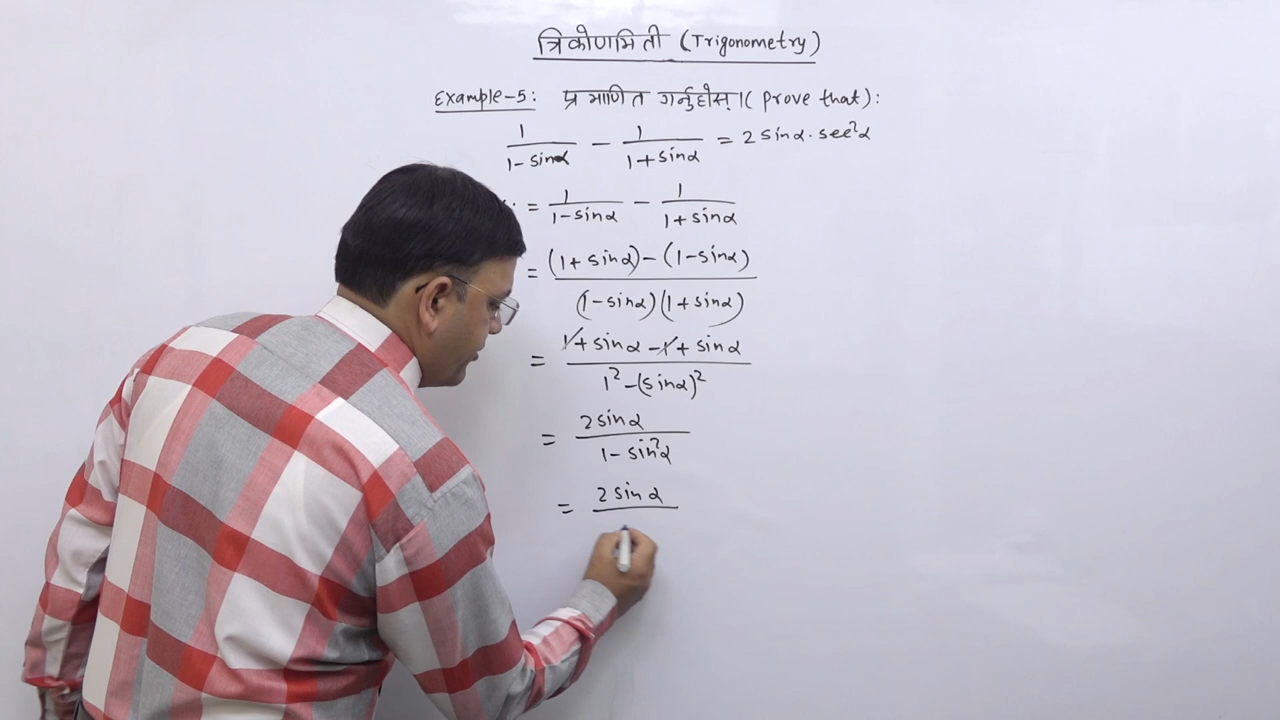 त्रिकोणमिती (Trigonometry)
Example-5: प्रमाणित गर्नुहोस् । (prove that):
1/(1-sinα) - 1/(1+sinα) = 2 sinα · sec²α
= 1/(1-sinα) - 1/(1+sinα)
= ((1+sinα)-(1-sinα))/((1-sinα)(1+sinα))
= (1+sinα-1+sinα)/(1²-(sinα)²)
= 2sinα/(1-sin²α)
= 2sinα/